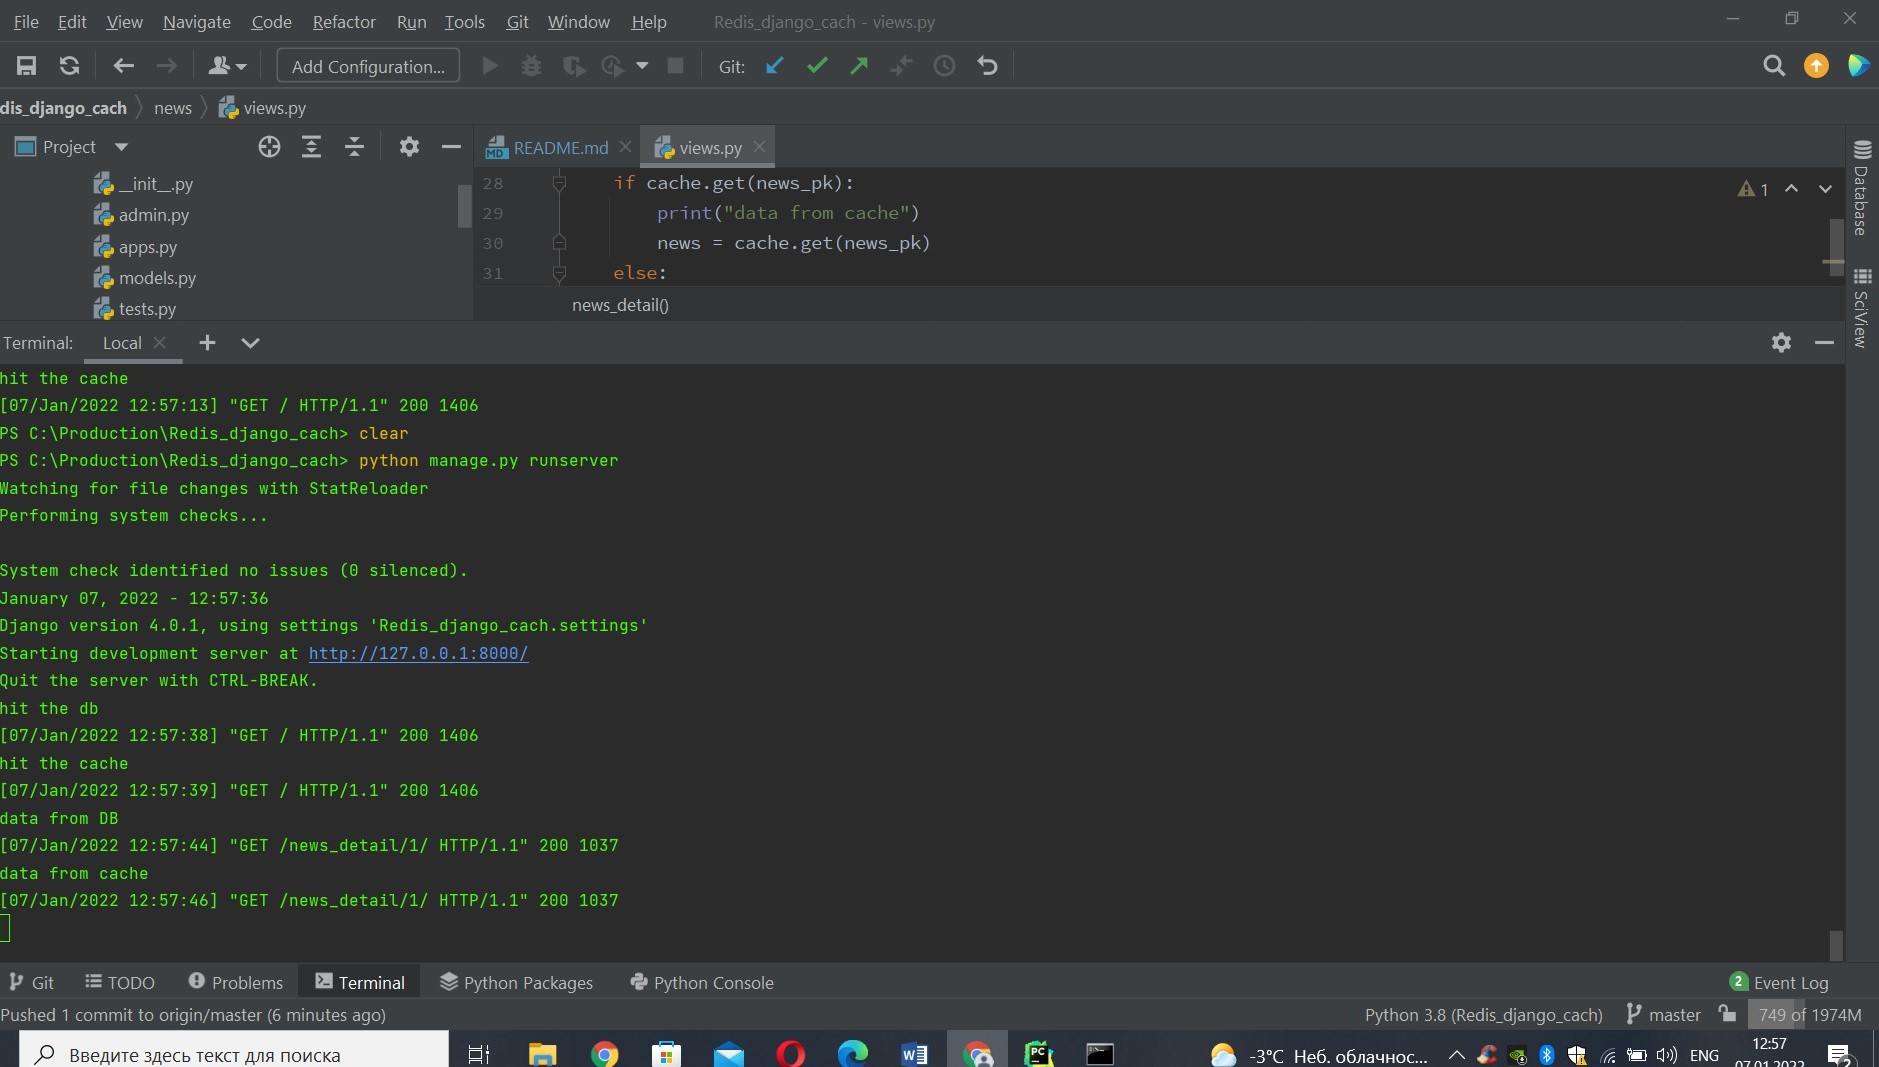 File Edit View Navigate Code Refactor Run Tools Git Window Help Redis_django_cach - views.py
Add Configuration... Git:
dis_django_cach news views.py
Project README.md views.py
__init__.py
admin.py
apps.py
models.py
tests.py
28 if cache.get(news_pk):
29 print("data from cache")
30 news = cache.get(news_pk)
31 else:
news_detail()
1
Database
SciView
Terminal: Local
hit the cache
[07/Jan/2022 12:57:13] "GET / HTTP/1.1" 200 1406
PS C:\Production\Redis_django_cach> clear
PS C:\Production\Redis_django_cach> python manage.py runserver
Watching for file changes with StatReloader
Performing system checks...
System check identified no issues (0 silenced).
January 07, 2022 - 12:57:36
Django version 4.0.1, using settings 'Redis_django_cach.settings'
Starting development server at http://127.0.0.1:8000/
Quit the server with CTRL-BREAK.
hit the db
[07/Jan/2022 12:57:38] "GET / HTTP/1.1" 200 1406
hit the cache
[07/Jan/2022 12:57:39] "GET / HTTP/1.1" 200 1406
data from DB
[07/Jan/2022 12:57:44] "GET /news_detail/1/ HTTP/1.1" 200 1037
data from cache
[07/Jan/2022 12:57:46] "GET /news_detail/1/ HTTP/1.1" 200 1037
Git TODO Problems Terminal Python Packages Python Console 2 Event Log
Pushed 1 commit to origin/master (6 minutes ago) Python 3.8 (Redis_django_cach) master 749 of 1974M
Введите здесь текст для поиска -3°C Неб. облачнос... ENG 12:57
07.01.2022 2